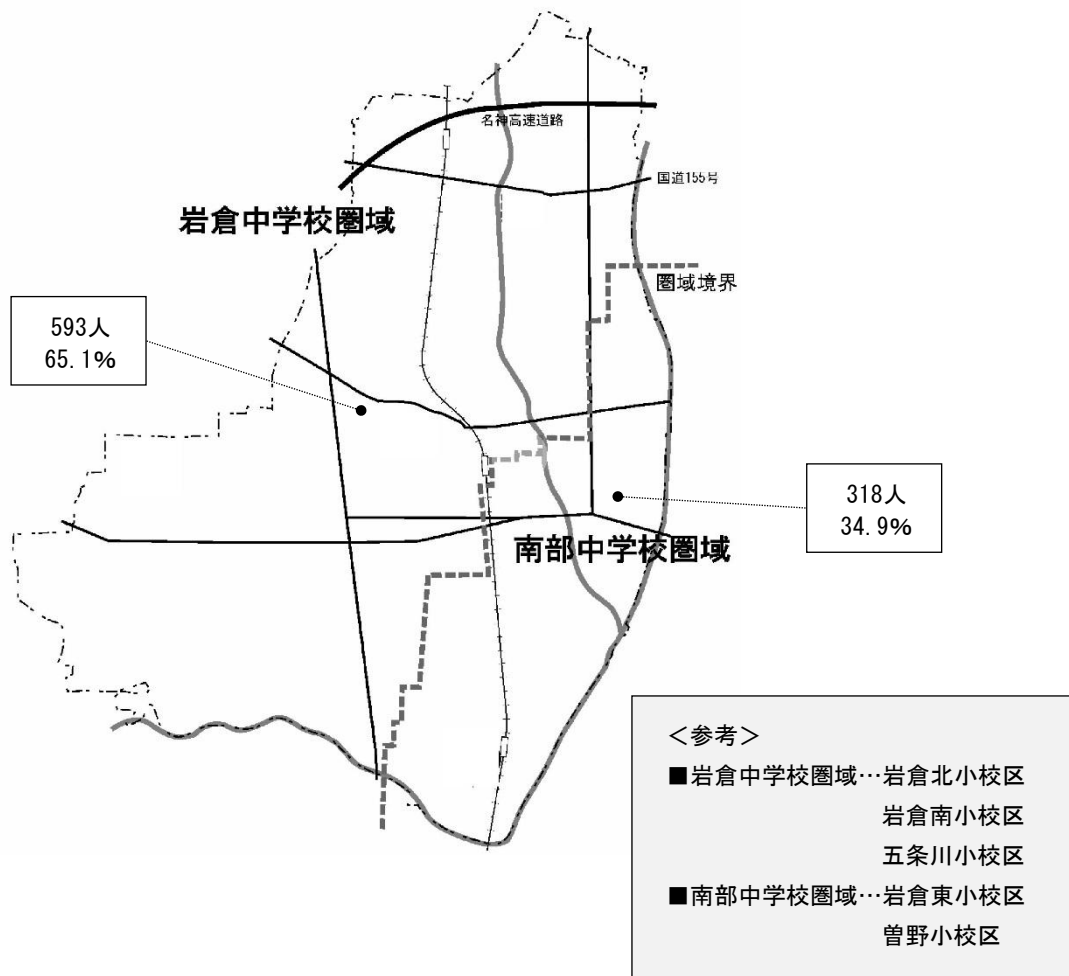 名神高速道路
国道155号
岩倉中学校圏域
圏域境界
593人
65.1%
318人
34.9%
南部中学校圏域
＜参考＞
■岩倉中学校圏域…岩倉北小校区
岩倉南小校区
五条川小校区
■南部中学校圏域…岩倉東小校区
曽野小校区